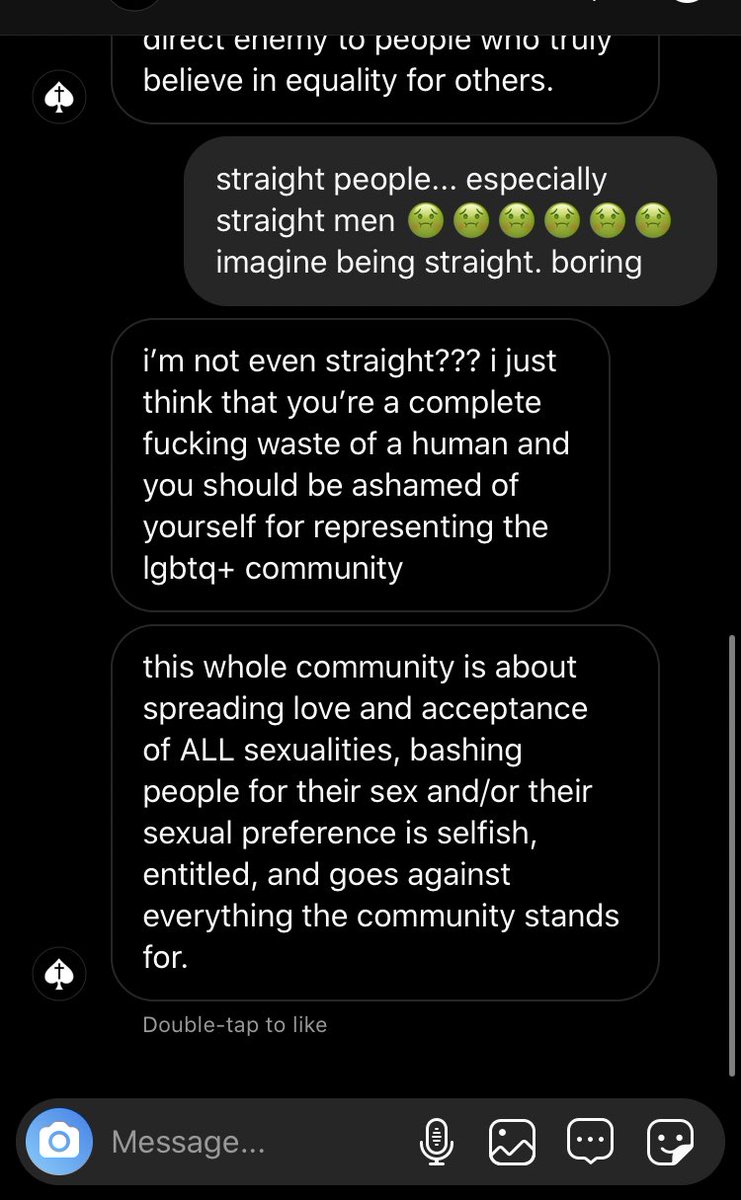 direct enemy to people who truly
believe in equality for others.
straight people... especially
straight men 🤢🤢🤢🤢🤢🤢
imagine being straight. boring
i’m not even straight??? i just
think that you’re a complete
fucking waste of a human and
you should be ashamed of
yourself for representing the
lgbtq+ community
this whole community is about
spreading love and acceptance
of ALL sexualities, bashing
people for their sex and/or their
sexual preference is selfish,
entitled, and goes against
everything the community stands
for.
Double-tap to like
Message...